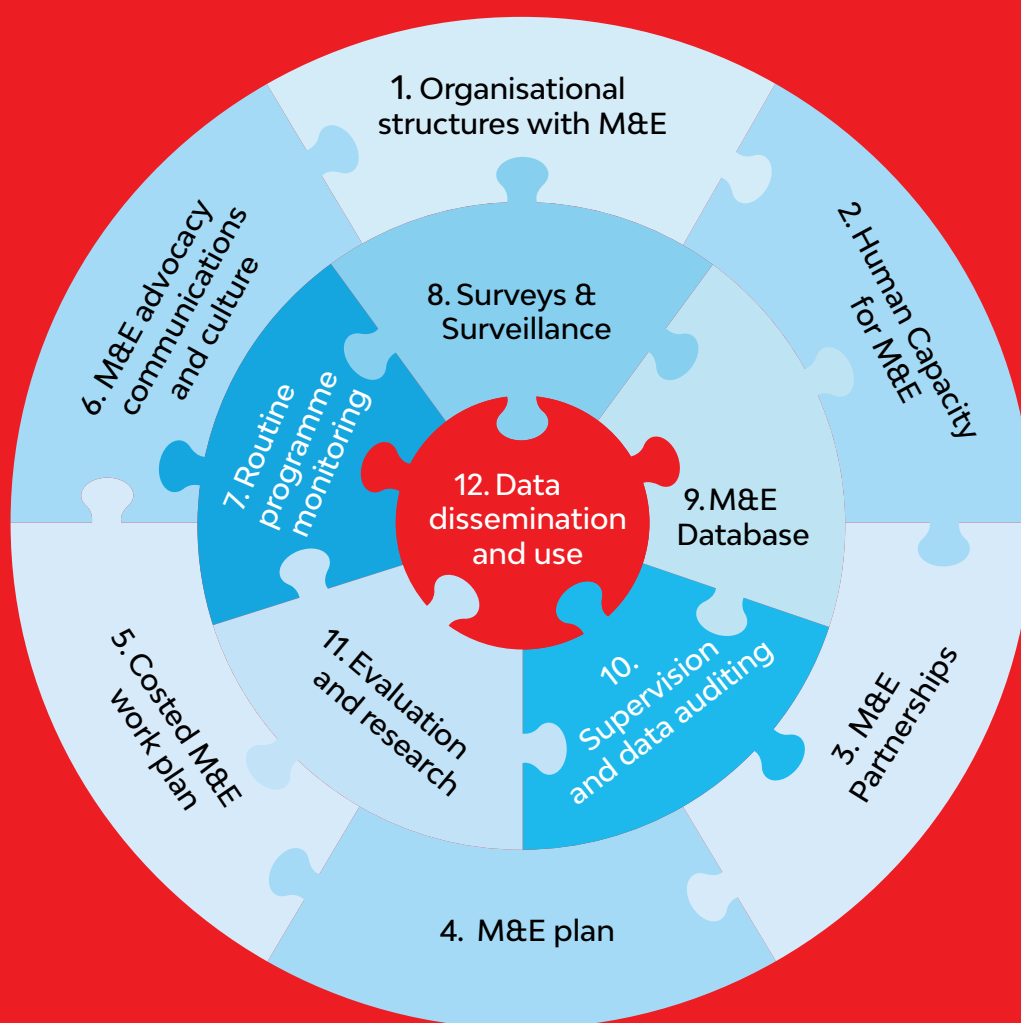 1. Organisational
structures with M&E
2. Human Capacity
for M&E
3. M&E
Partnerships
4. M&E plan
5. Costed M&E
work plan
6. M&E advocacy
communications
and culture
7. Routine
programme
monitoring
8. Surveys &
Surveillance
9. M&E
Database
10.
Supervision
and data auditing
11. Evaluation
and research
12. Data
dissemination
and use